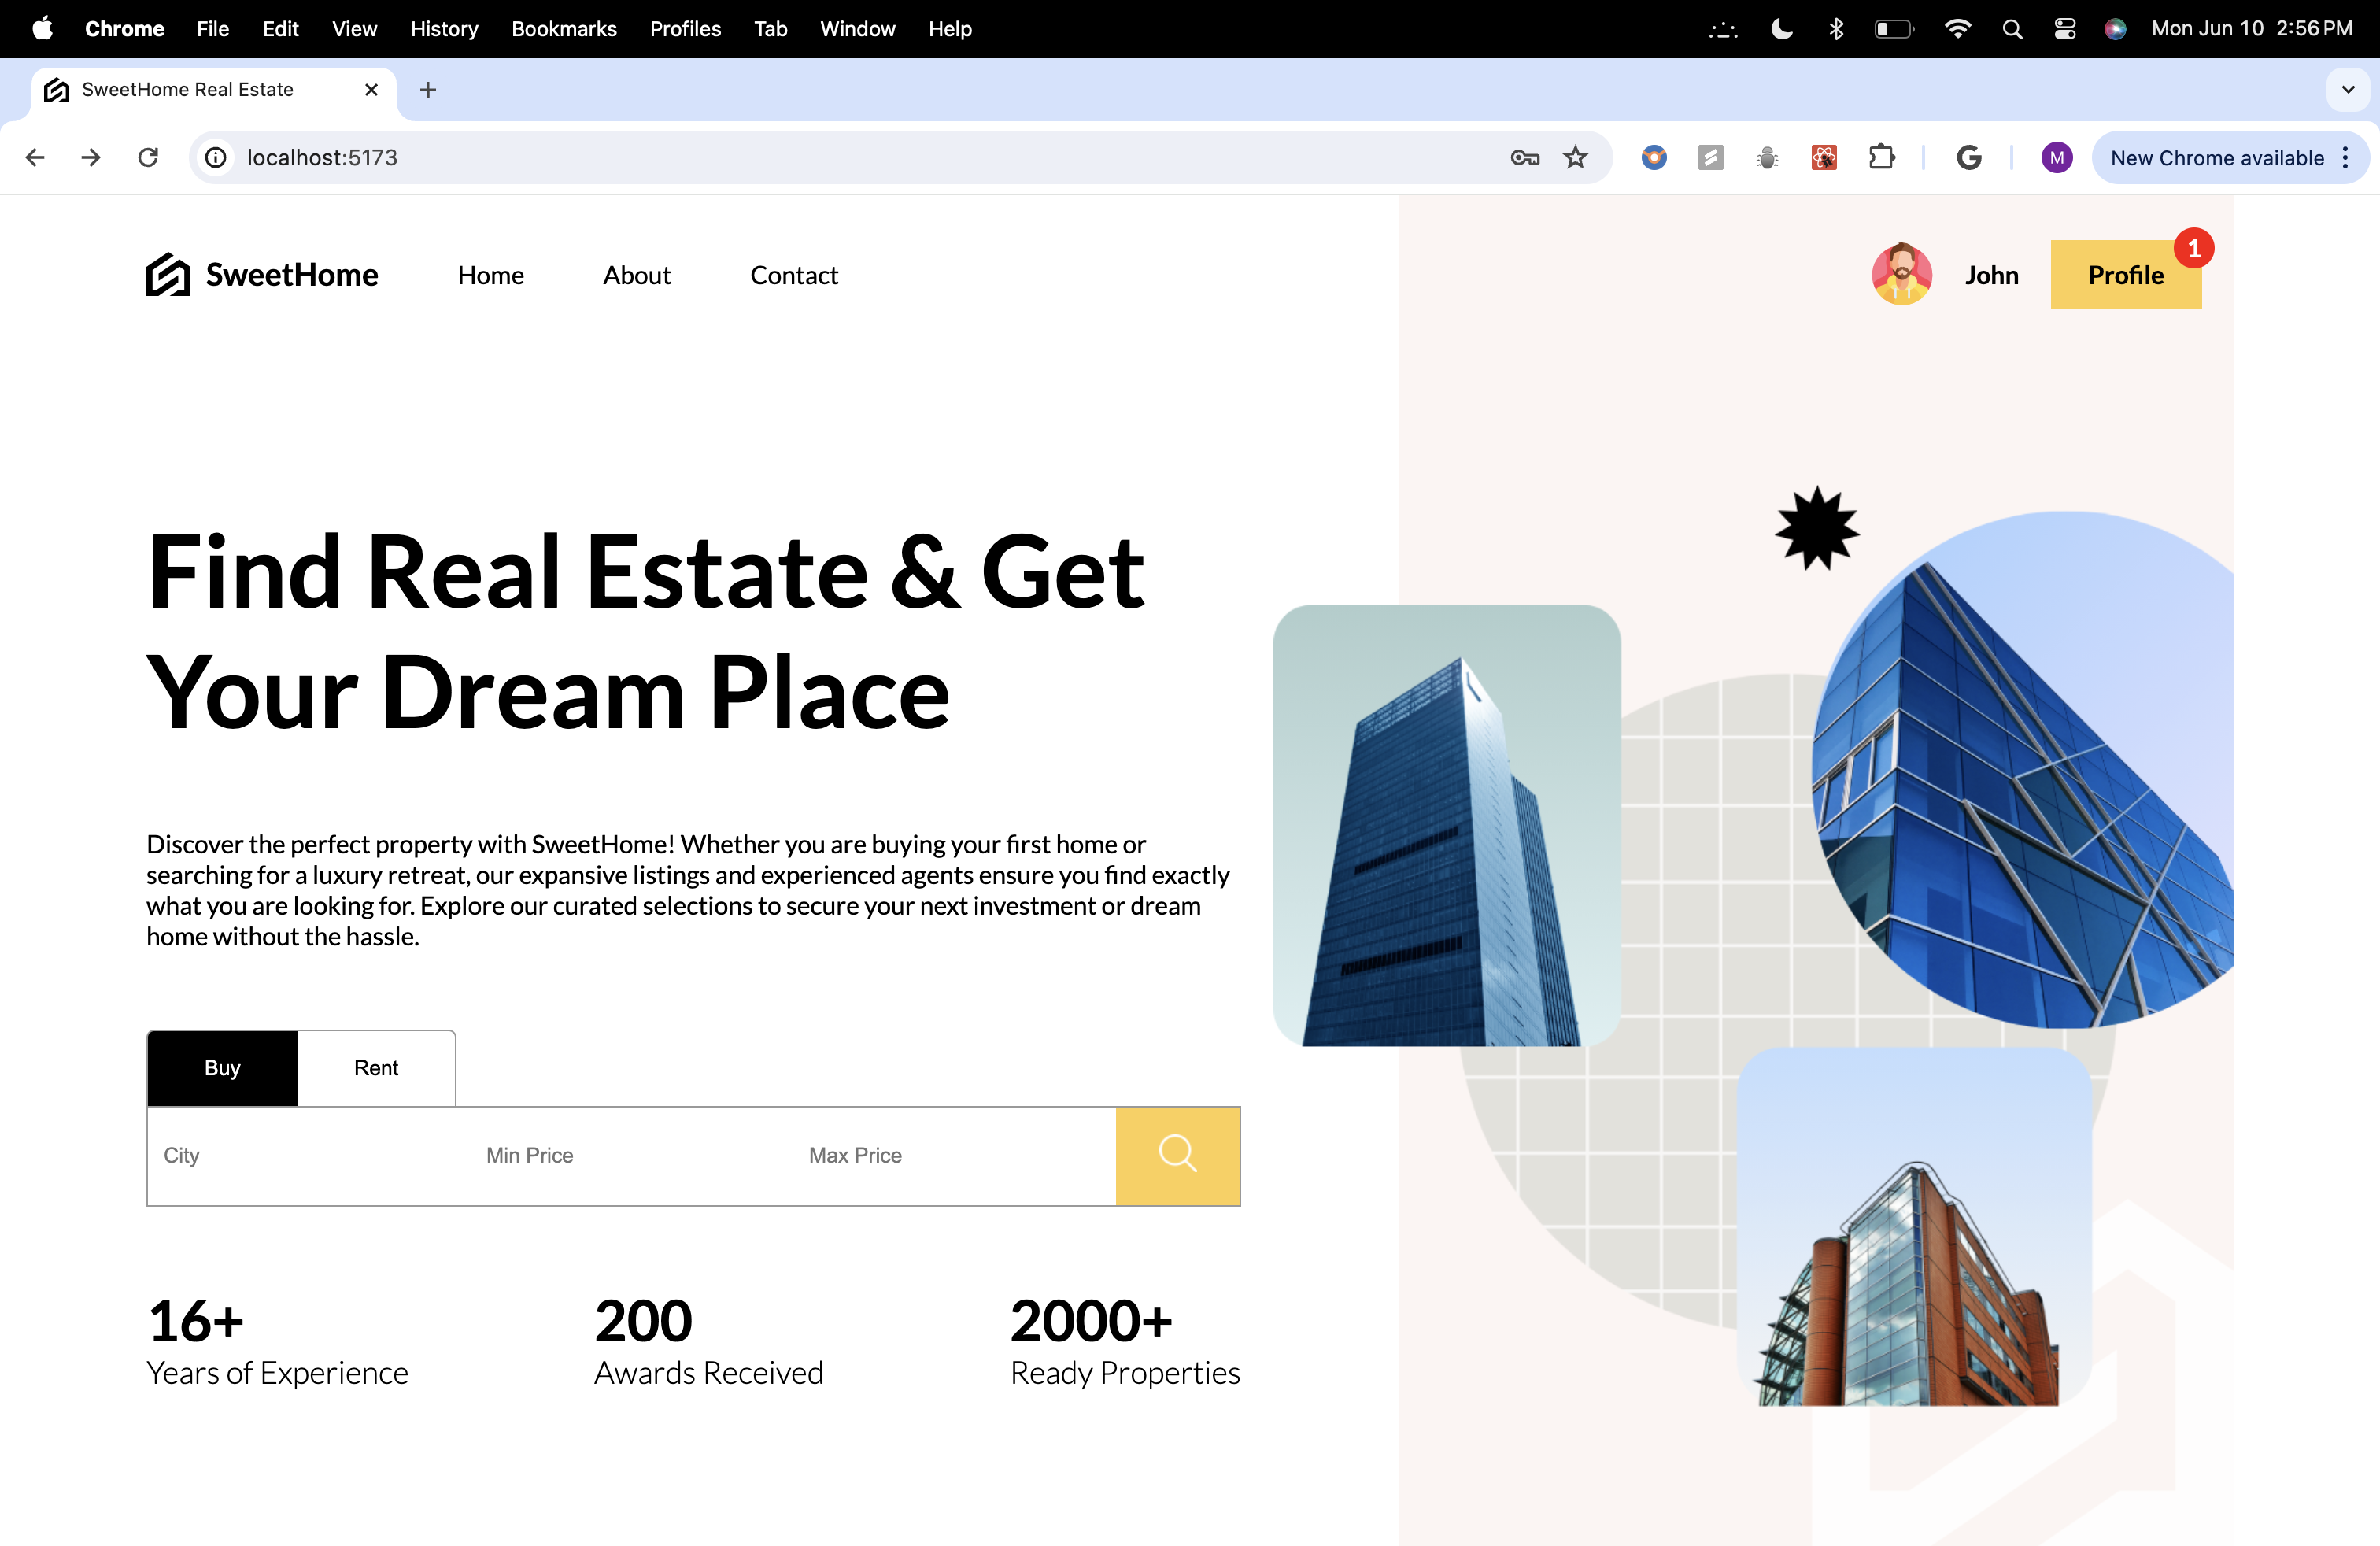 Chrome File Edit View History Bookmarks Profiles Tab Window Help Mon Jun 10 2:56 PM
SweetHome Real Estate
localhost:5173 M New Chrome available
SweetHome Home About Contact John Profile 1
Find Real Estate & Get
Your Dream Place
Discover the perfect property with SweetHome! Whether you are buying your first home or
searching for a luxury retreat, our expansive listings and experienced agents ensure you find exactly
what you are looking for. Explore our curated selections to secure your next investment or dream
home without the hassle.
Buy Rent
City Min Price Max Price
16+ 200 2000+
Years of Experience Awards Received Ready Properties